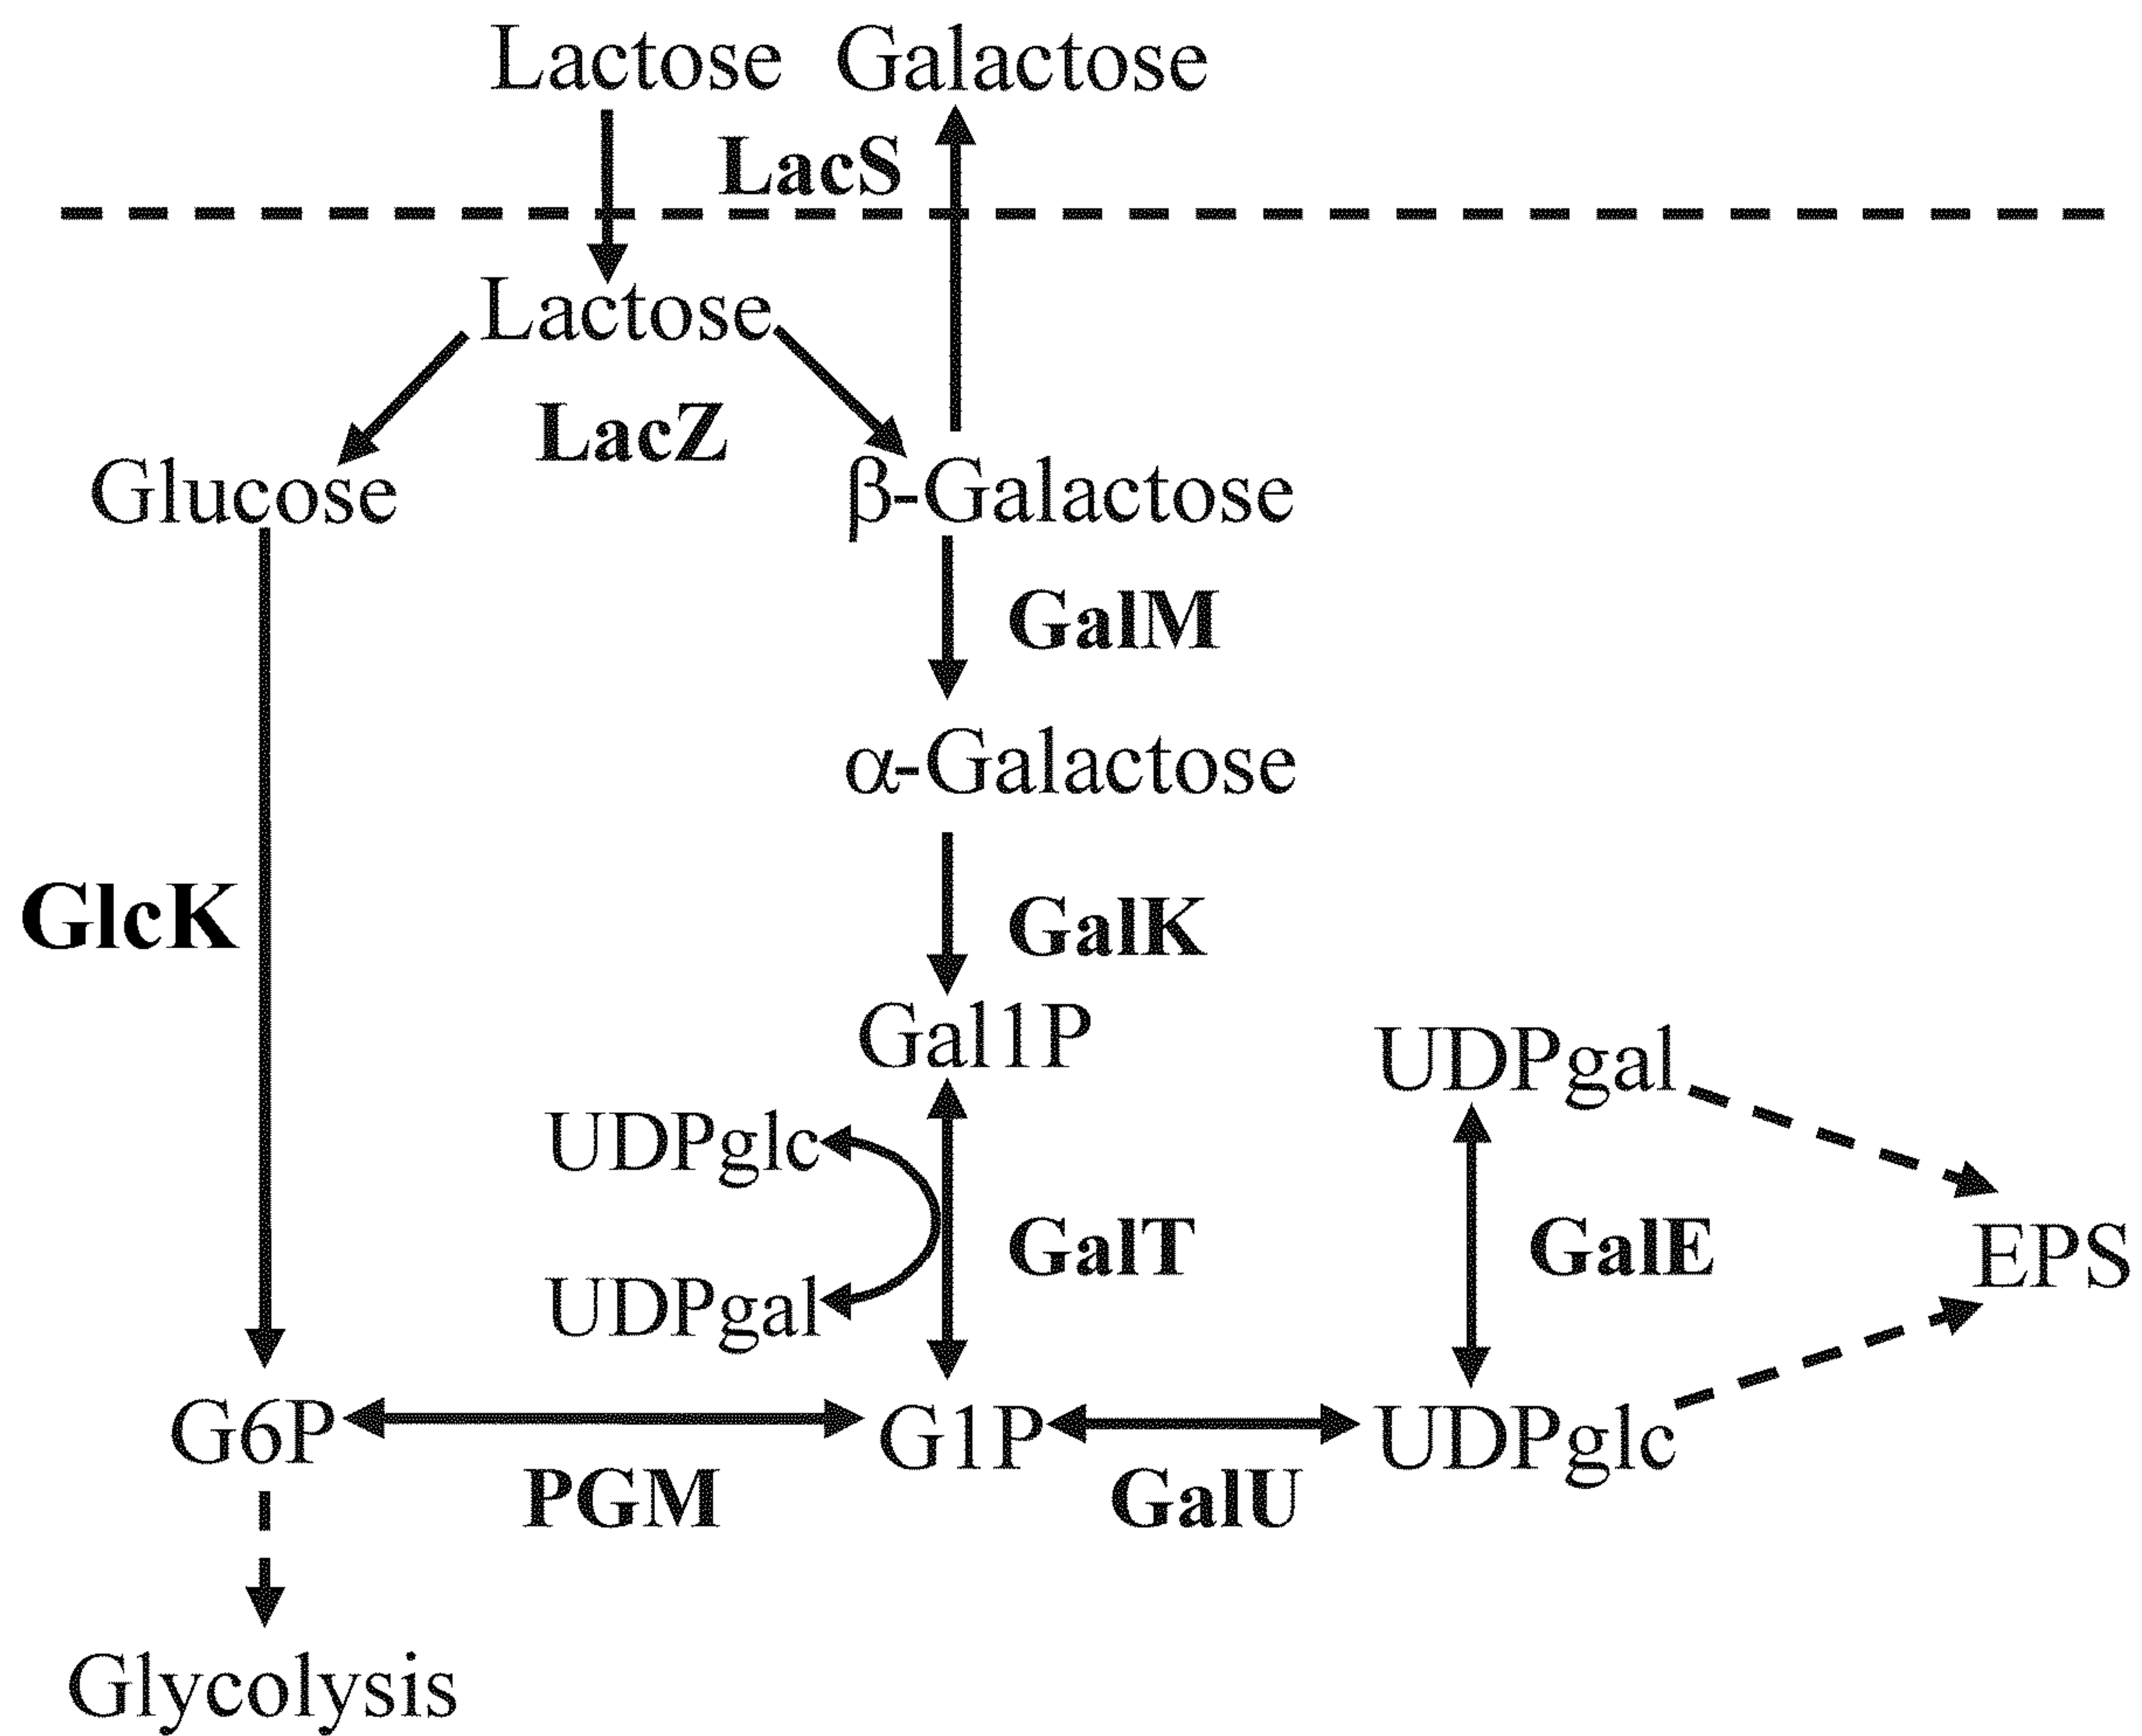 Lactose Galactose
LacS
Lactose
LacZ
Glucose
β-Galactose
GalM
α-Galactose
GlcK
GalK
Gal1P
UDPgal
UDPglc
GalT
GalE
EPS
UDPgal
G6P
G1P
UDPglc
PGM
GalU
Glycolysis